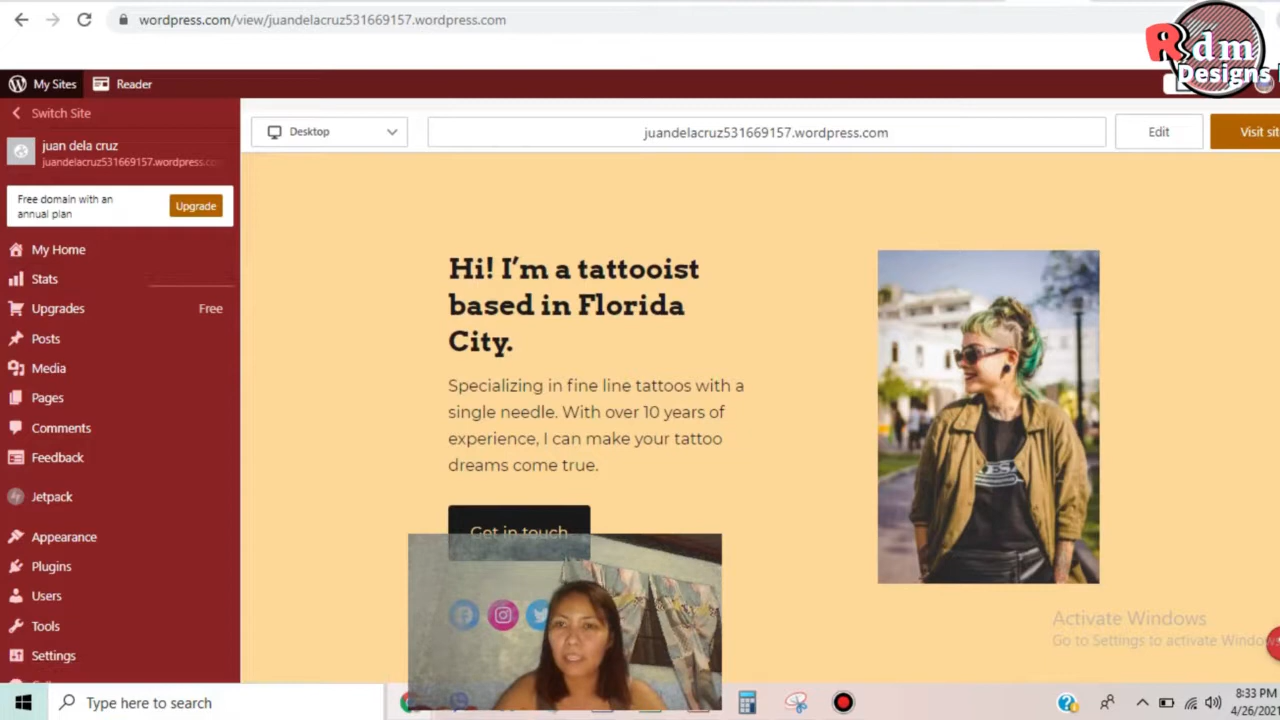 wordpress.com/view/juandelacruz531669157.wordpress.com
Rdm
Designs
My Sites
Reader
Switch Site
juan dela cruz
juandelacruz531669157.wordpress.co
Free domain with an
annual plan
Upgrade
My Home
Stats
Upgrades
Free
Posts
Media
Pages
Comments
Feedback
Jetpack
Appearance
Plugins
Users
Tools
Settings
Desktop
juandelacruz531669157.wordpress.com
Edit
Visit sit
Hi! I’m a tattooist
based in Florida
City.
Specializing in fine line tattoos with a
single needle. With over 10 years of
experience, I can make your tattoo
dreams come true.
Get in touch
Activate Windows
Go to Settings to activate Windows
Type here to search
8:33 PM
4/26/2021